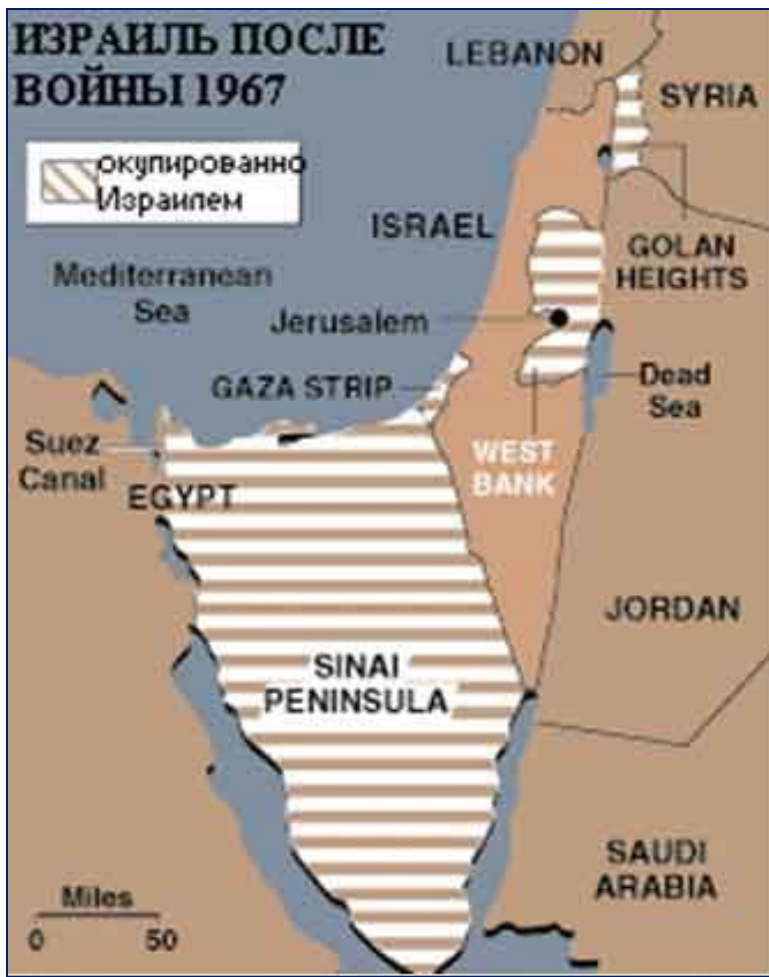 ИЗРАИЛЬ ПОСЛЕ
ВОЙНЫ 1967
окупированно
Израилем
LEBANON
SYRIA
ISRAEL
GOLAN
HEIGHTS
Mediterranean
Sea
Jerusalem
GAZA STRIP
Dead
Sea
Suez
Canal
WEST
BANK
EGYPT
JORDAN
SINAI
PENINSULA
SAUDI
ARABIA
Miles
0 50